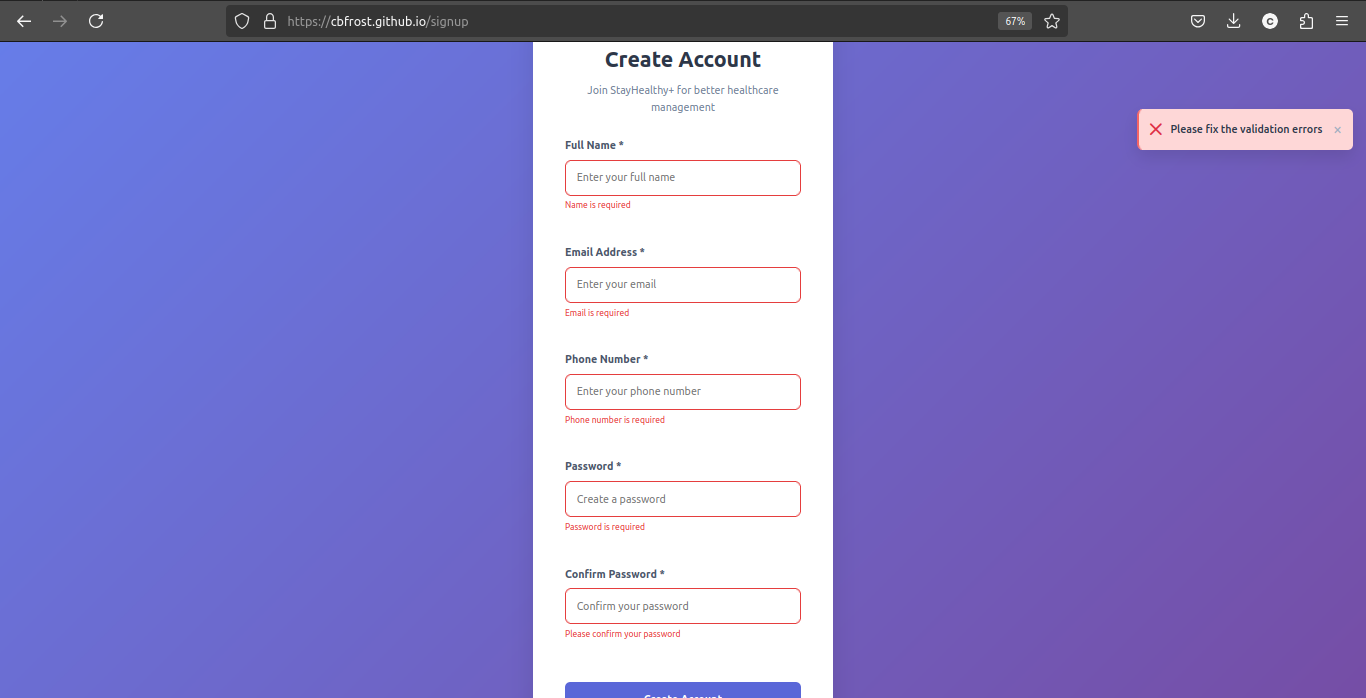 https://cbfrost.github.io/signup
67%
C
Create Account
Join StayHealthy+ for better healthcare
management
Please fix the validation errors ×
Full Name *
Enter your full name
Name is required
Email Address *
Enter your email
Email is required
Phone Number *
Enter your phone number
Phone number is required
Password *
Create a password
Password is required
Confirm Password *
Confirm your password
Please confirm your password
Create Account